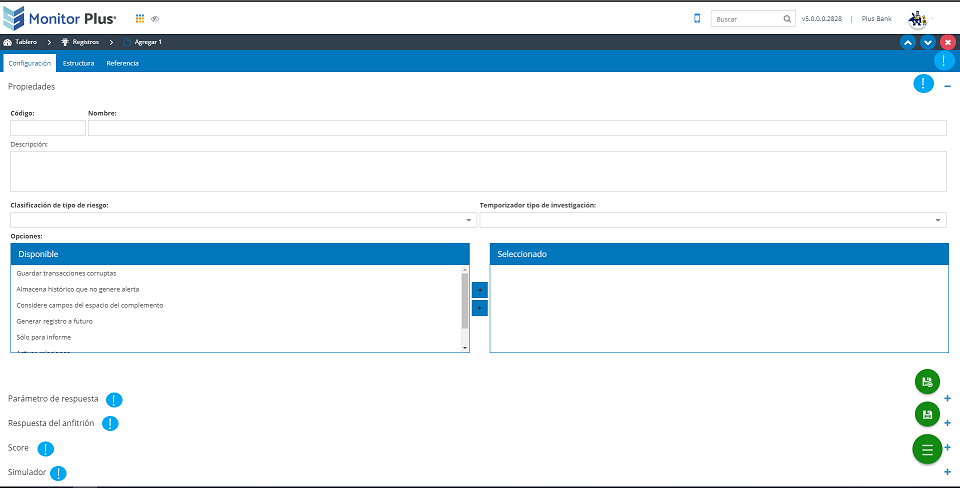 Monitor Plus®
Buscar
v5.0.0.0.2828 | Plus Bank
Tablero > Registros > Agregar 1
Configuración Estructura Referencia
Propiedades
Código: Nombre:
Descripción:
Clasificación de tipo de riesgo: Temporizador tipo de investigación:
Opciones:
Disponible Seleccionado
Guardar transacciones corruptas
Almacena histórico que no genere alerta
Considere campos del espacio del complemento
Generar registro a futuro
Sólo para informe
Parámetro de respuesta
Respuesta del anfitrión
Score
Simulador